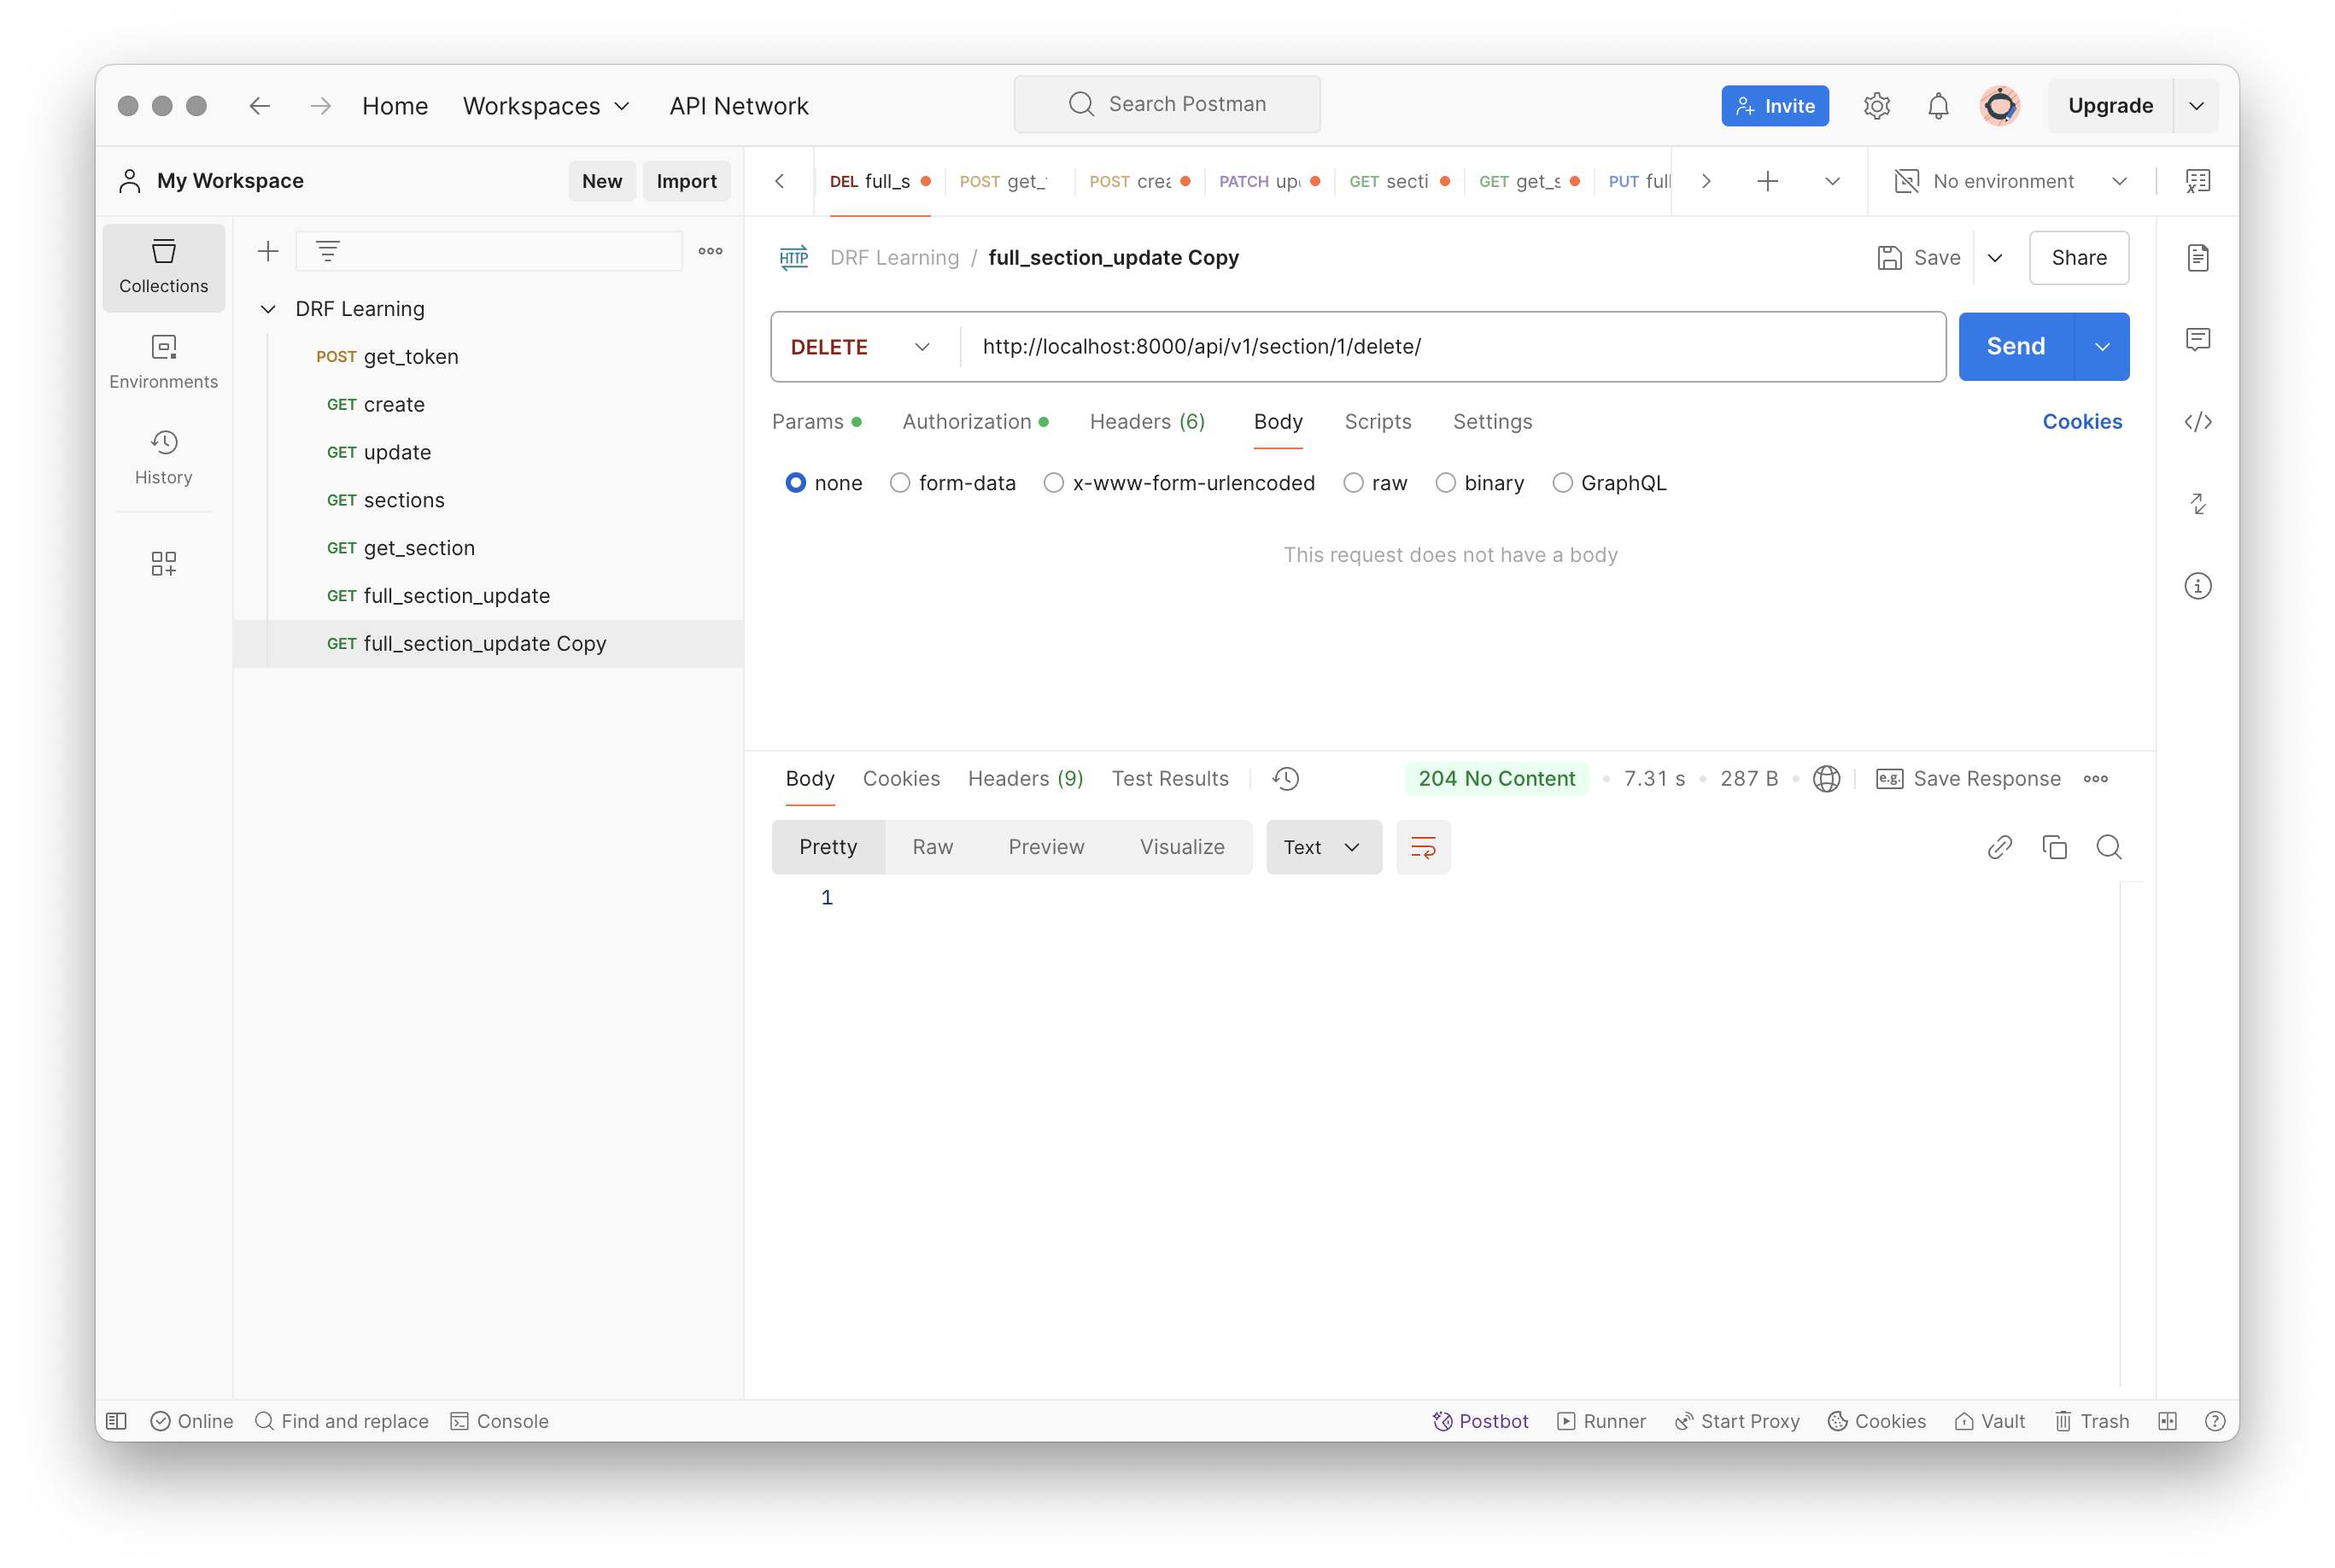 Home Workspaces API Network Search Postman Invite Upgrade
My Workspace New Import DEL full_s POST get_ POST crea PATCH up GET secti GET get_s PUT full No environment
Collections
Environments
History
DRF Learning
POST get_token
GET create
GET update
GET sections
GET get_section
GET full_section_update
GET full_section_update Copy
HTTP DRF Learning / full_section_update Copy Save Share
DELETE http://localhost:8000/api/v1/section/1/delete/ Send
Params Authorization Headers (6) Body Scripts Settings Cookies
none form-data x-www-form-urlencoded raw binary GraphQL
This request does not have a body
Body Cookies Headers (9) Test Results 204 No Content 7.31 s 287 B e.g. Save Response
Pretty Raw Preview Visualize Text
1
Online Find and replace Console Postbot Runner Start Proxy Cookies Vault Trash